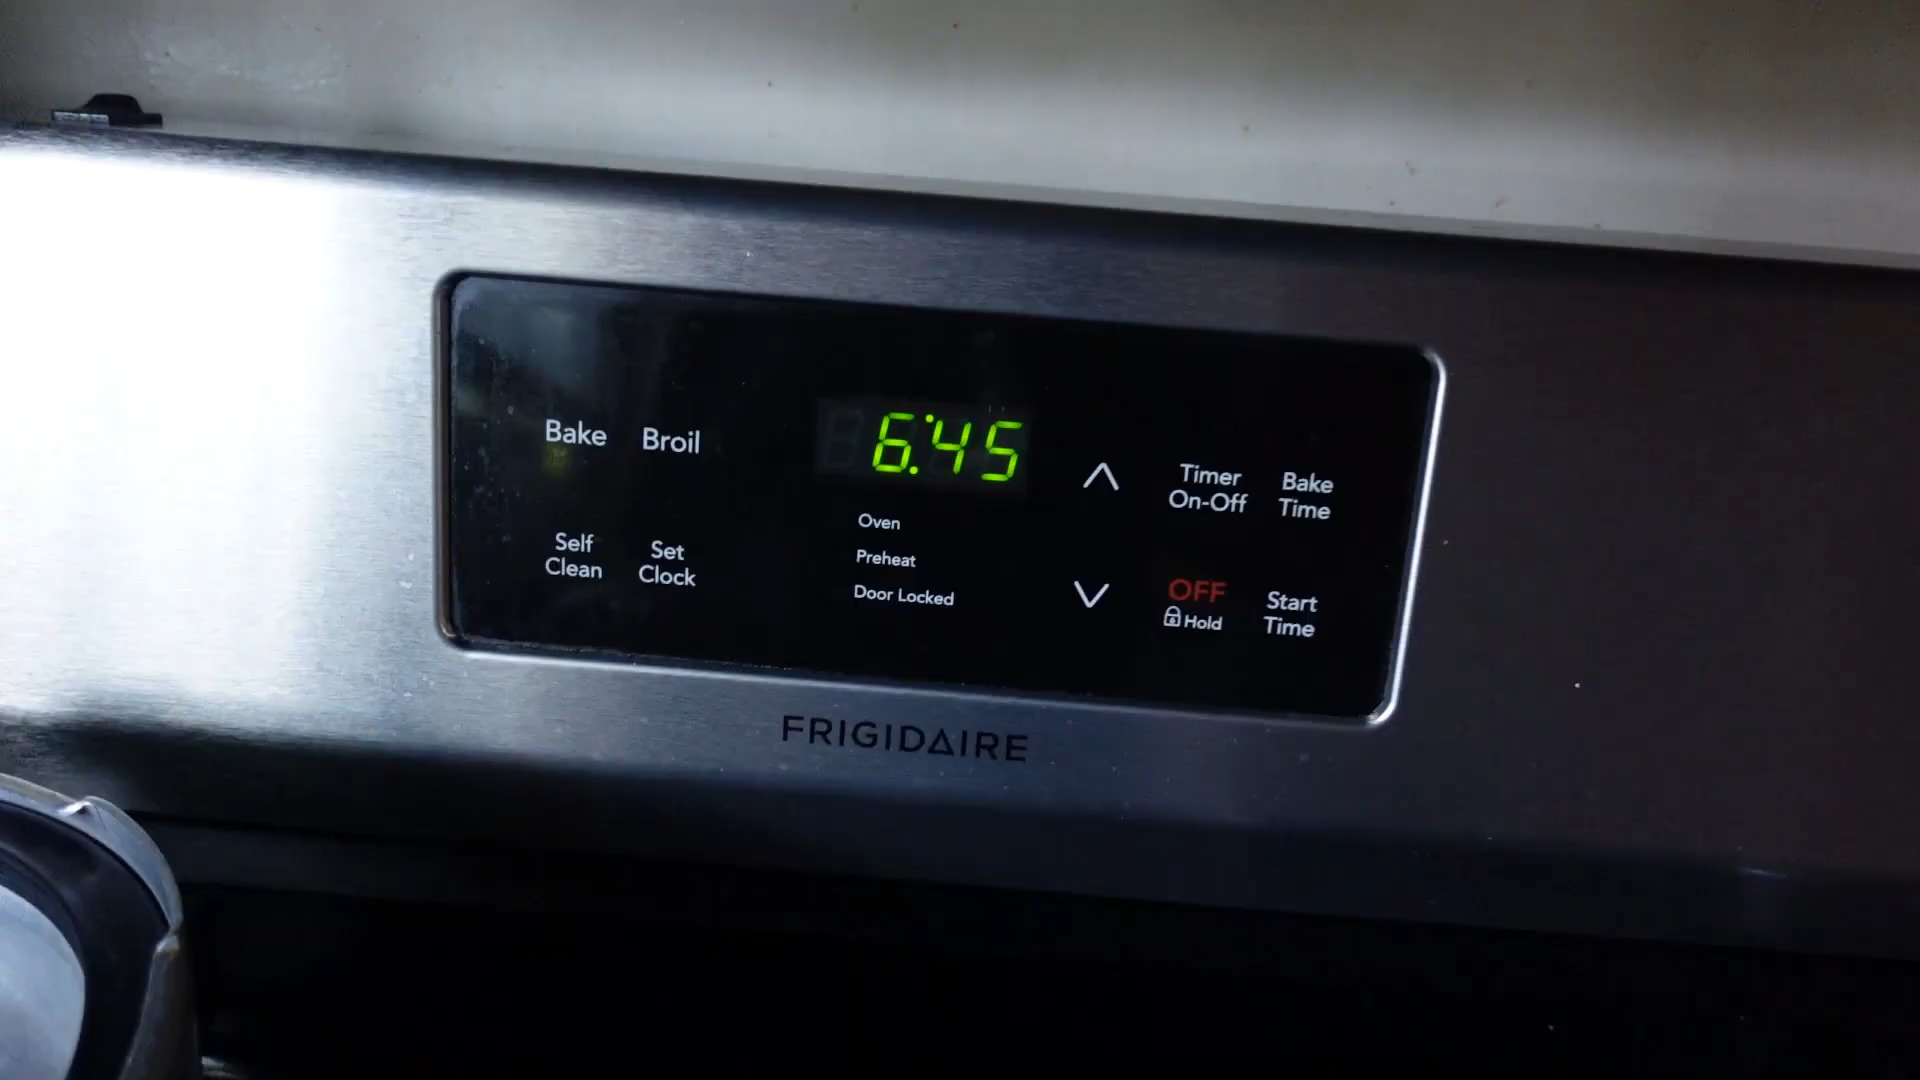 Bake Broil
6:45
Timer
On-Off
Bake
Time
Self
Clean
Set
Clock
Oven
Preheat
Door Locked
OFF
Hold
Start
Time
FRIGIDAIRE